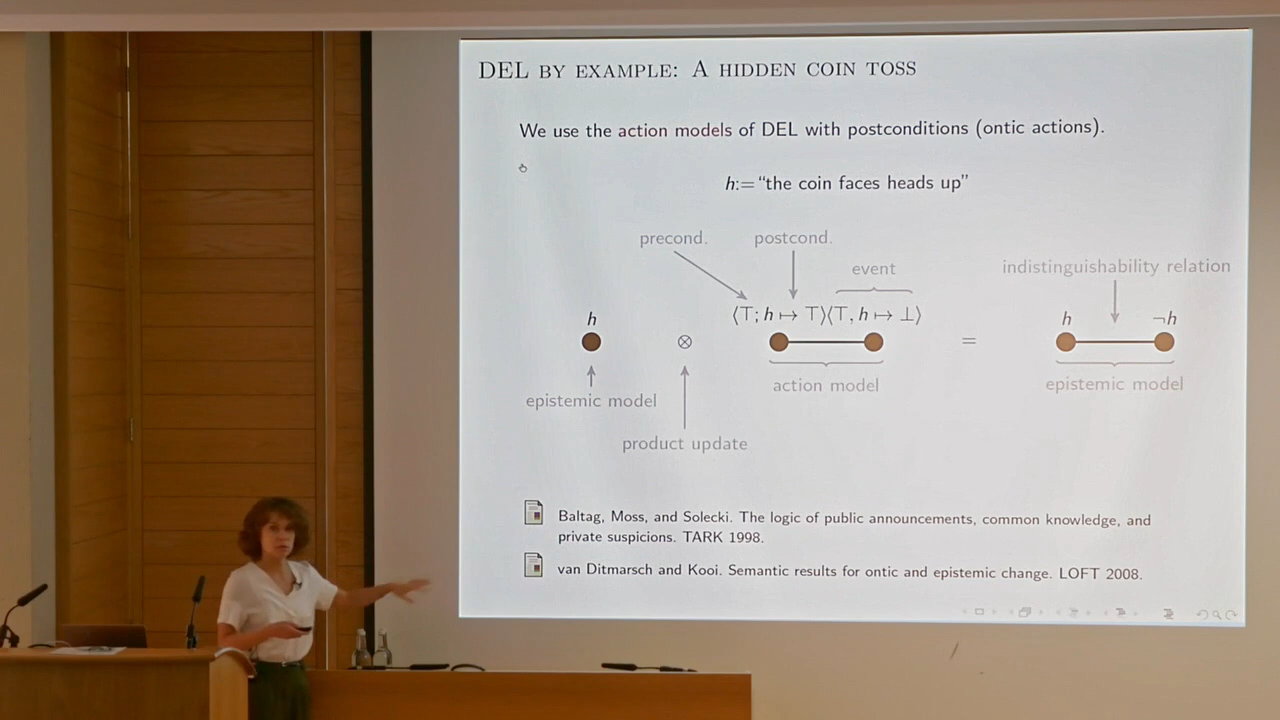 DEL BY EXAMPLE: A HIDDEN COIN TOSS
We use the action models of DEL with postconditions (ontic actions).
h:= “the coin faces heads up”
precond. postcond.
event
indistinguishability relation
⟨⊤; h ↦ ⊤⟩⟨⊤, h ↦ ⊥⟩
h h ¬h
⊗ =
action model epistemic model
epistemic model
product update
Baltag, Moss, and Solecki. The logic of public announcements, common knowledge, and
private suspicions. TARK 1998.
van Ditmarsch and Kooi. Semantic results for ontic and epistemic change. LOFT 2008.